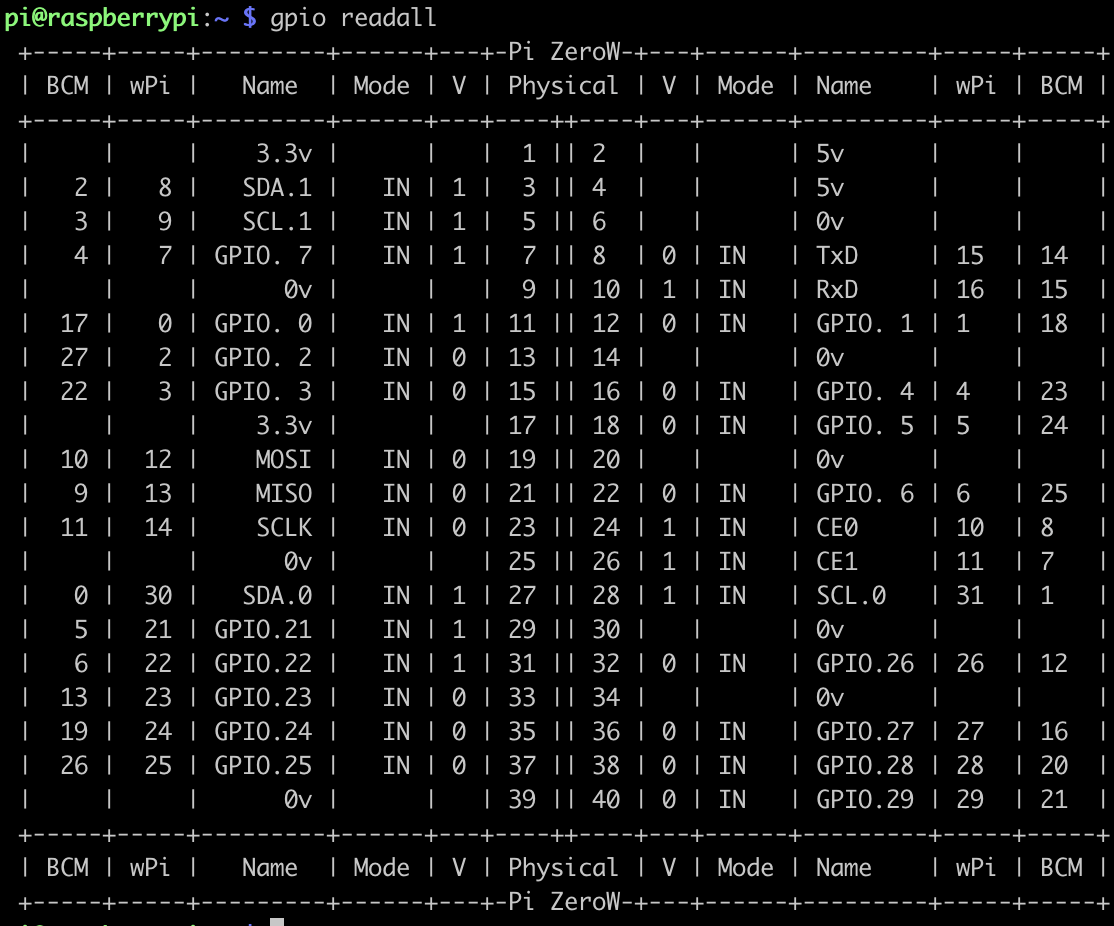 pi@raspberrypi:~ $ gpio readall
 +-----+-----+---------+------+---+-Pi ZeroW-+---+------+---------+-----+-----+
 | BCM | wPi |   Name  | Mode | V | Physical | V | Mode | Name    | wPi | BCM |
 +-----+-----+---------+------+---+----++----+---+------+---------+-----+-----+
 |     |     |    3.3v |      |   |  1 || 2  |   |      | 5v      |     |     |
 |   2 |   8 |   SDA.1 |   IN | 1 |  3 || 4  |   |      | 5v      |     |     |
 |   3 |   9 |   SCL.1 |   IN | 1 |  5 || 6  |   |      | 0v      |     |     |
 |   4 |   7 | GPIO. 7 |   IN | 1 |  7 || 8  | 0 | IN   | TxD     | 15  | 14  |
 |     |     |      0v |      |   |  9 || 10 | 1 | IN   | RxD     | 16  | 15  |
 |  17 |   0 | GPIO. 0 |   IN | 1 | 11 || 12 | 0 | IN   | GPIO. 1 | 1   | 18  |
 |  27 |   2 | GPIO. 2 |   IN | 0 | 13 || 14 |   |      | 0v      |     |     |
 |  22 |   3 | GPIO. 3 |   IN | 0 | 15 || 16 | 0 | IN   | GPIO. 4 | 4   | 23  |
 |     |     |    3.3v |      |   | 17 || 18 | 0 | IN   | GPIO. 5 | 5   | 24  |
 |  10 |  12 |    MOSI |   IN | 0 | 19 || 20 |   |      | 0v      |     |     |
 |   9 |  13 |    MISO |   IN | 0 | 21 || 22 | 0 | IN   | GPIO. 6 | 6   | 25  |
 |  11 |  14 |    SCLK |   IN | 0 | 23 || 24 | 1 | IN   | CE0     | 10  | 8   |
 |     |     |      0v |      |   | 25 || 26 | 1 | IN   | CE1     | 11  | 7   |
 |   0 |  30 |   SDA.0 |   IN | 1 | 27 || 28 | 1 | IN   | SCL.0   | 31  | 1   |
 |   5 |  21 | GPIO.21 |   IN | 1 | 29 || 30 |   |      | 0v      |     |     |
 |   6 |  22 | GPIO.22 |   IN | 1 | 31 || 32 | 0 | IN   | GPIO.26 | 26  | 12  |
 |  13 |  23 | GPIO.23 |   IN | 0 | 33 || 34 |   |      | 0v      |     |     |
 |  19 |  24 | GPIO.24 |   IN | 0 | 35 || 36 | 0 | IN   | GPIO.27 | 27  | 16  |
 |  26 |  25 | GPIO.25 |   IN | 0 | 37 || 38 | 0 | IN   | GPIO.28 | 28  | 20  |
 |     |     |      0v |      |   | 39 || 40 | 0 | IN   | GPIO.29 | 29  | 21  |
 +-----+-----+---------+------+---+----++----+---+------+---------+-----+-----+
 | BCM | wPi |   Name  | Mode | V | Physical | V | Mode | Name    | wPi | BCM |
 +-----+-----+---------+------+---+-Pi ZeroW-+---+------+---------+-----+-----+